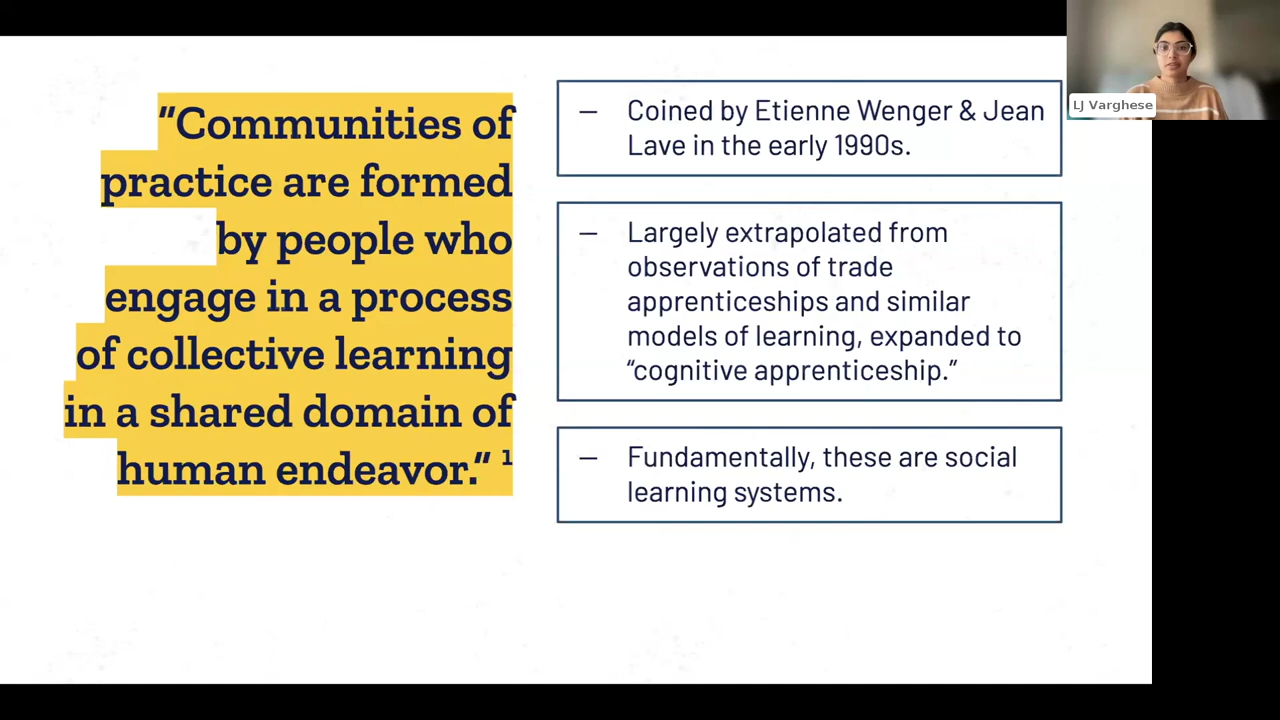 “Communities of
practice are formed
by people who
engage in a process
of collective learning
in a shared domain of
human endeavor.” ¹
— Coined by Etienne Wenger & Jean
Lave in the early 1990s.
— Largely extrapolated from
observations of trade
apprenticeships and similar
models of learning, expanded to
“cognitive apprenticeship.”
— Fundamentally, these are social
learning systems.
LJ Varghese